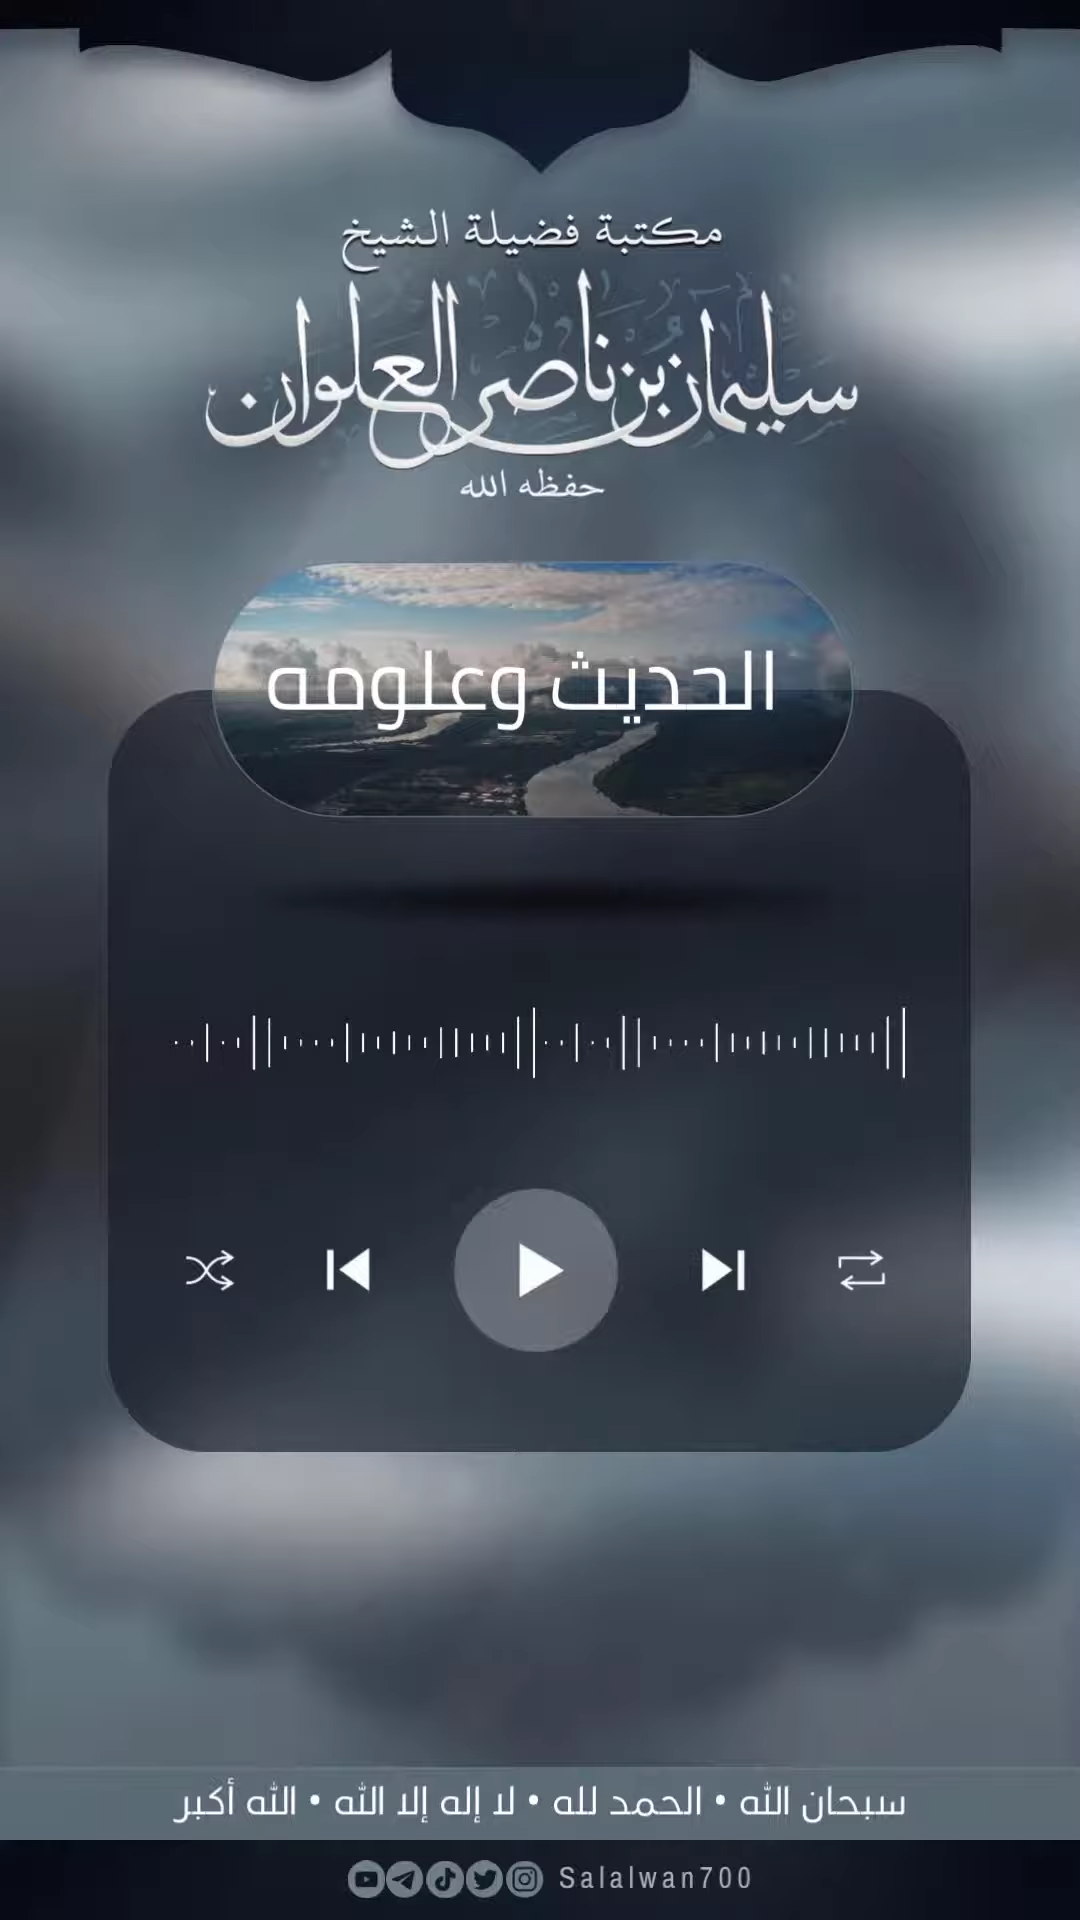 مكتبة فضيلة الشيخ
سليمان بن ناصر العلوان
حفظه الله
الحديث وعلومه
سبحان الله • الحمد لله • لا إله إلا الله • الله أكبر
Salalwan700